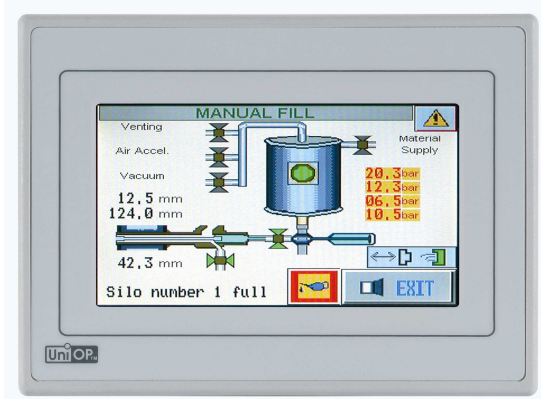 MANUAL FILL
Venting
Air Accel.
Vacuum
Material
Supply
20,3bar
12,3bar
06,5bar
10,5bar
12,5 mm
124,0 mm
42,3 mm
Silo number 1 full
EXIT
UniOP